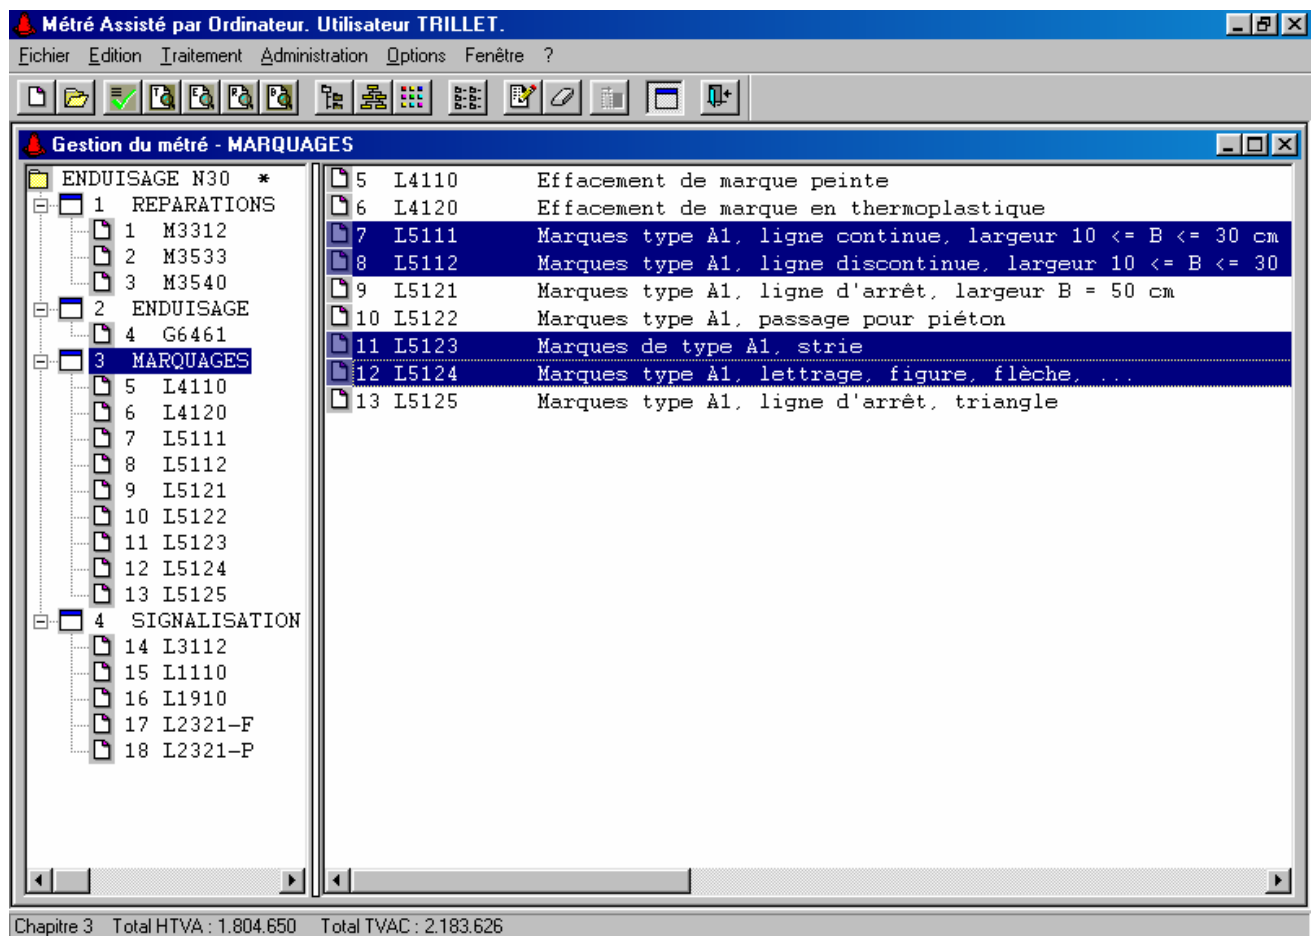 Métré Assisté par Ordinateur. Utilisateur TRILLET.
Fichier Edition Traitement Administration Options Fenêtre ?
Gestion du métré - MARQUAGES
ENDUISAGE N30 *
1 REPARATIONS
1 M3312
2 M3533
3 M3540
2 ENDUISAGE
4 G6461
3 MARQUAGES
5 L4110
6 L4120
7 L5111
8 L5112
9 L5121
10 L5122
11 L5123
12 L5124
13 L5125
4 SIGNALISATION
14 L3112
15 L1110
16 L1910
17 L2321-F
18 L2321-P
5 L4110 Effacement de marque peinte
6 L4120 Effacement de marque en thermoplastique
7 L5111 Marques type A1, ligne continue, largeur 10 <= B <= 30 cm
8 L5112 Marques type A1, ligne discontinue, largeur 10 <= B <= 30
9 L5121 Marques type A1, ligne d'arrêt, largeur B = 50 cm
10 L5122 Marques type A1, passage pour piéton
11 L5123 Marques de type A1, strie
12 L5124 Marques type A1, lettrage, figure, flèche, ...
13 L5125 Marques type A1, ligne d'arrêt, triangle
Chapitre 3 Total HTVA : 1.804.650 Total TVAC : 2.183.626